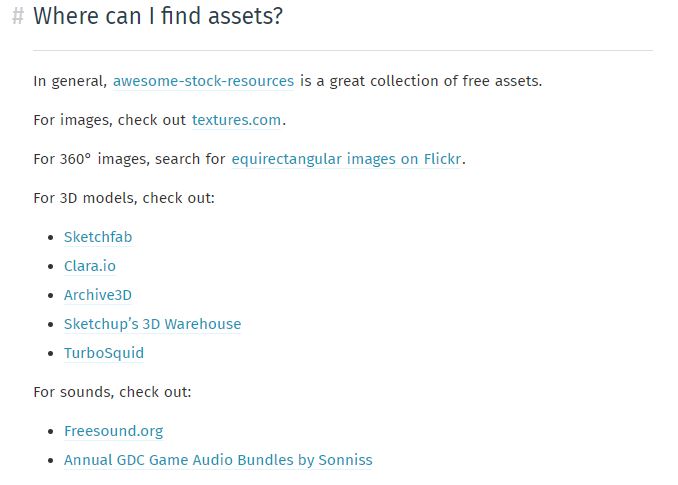 # Where can I find assets?
In general, awesome-stock-resources is a great collection of free assets.
For images, check out textures.com.
For 360° images, search for equirectangular images on Flickr.
For 3D models, check out:
• Sketchfab
• Clara.io
• Archive3D
• Sketchup’s 3D Warehouse
• TurboSquid
For sounds, check out:
• Freesound.org
• Annual GDC Game Audio Bundles by Sonniss